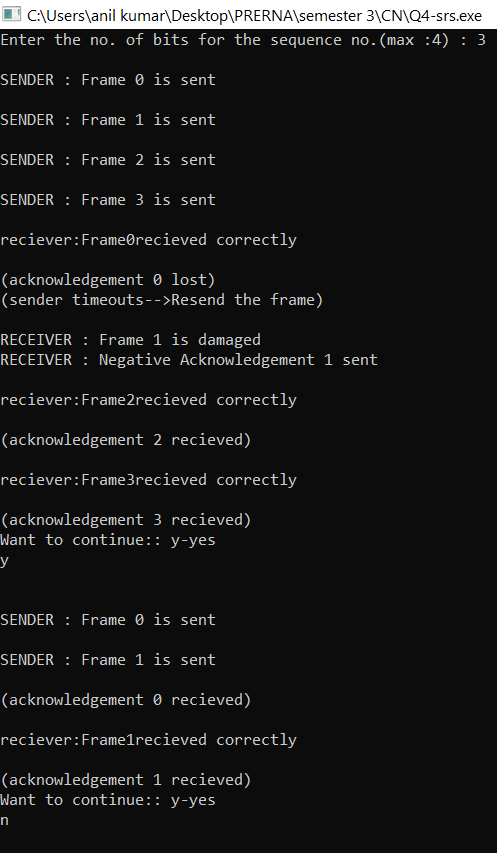 C:\Users\anil kumar\Desktop\PRERNA\semester 3\CN\Q4-srs.exe
Enter the no. of bits for the sequence no.(max :4) : 3
SENDER : Frame 0 is sent
SENDER : Frame 1 is sent
SENDER : Frame 2 is sent
SENDER : Frame 3 is sent
reciever:Frame0recieved correctly
(acknowledgement 0 lost)
(sender timeouts-->Resend the frame)
RECEIVER : Frame 1 is damaged
RECEIVER : Negative Acknowledgement 1 sent
reciever:Frame2recieved correctly
(acknowledgement 2 recieved)
reciever:Frame3recieved correctly
(acknowledgement 3 recieved)
Want to continue:: y-yes
y
SENDER : Frame 0 is sent
SENDER : Frame 1 is sent
(acknowledgement 0 recieved)
reciever:Frame1recieved correctly
(acknowledgement 1 recieved)
Want to continue:: y-yes
n